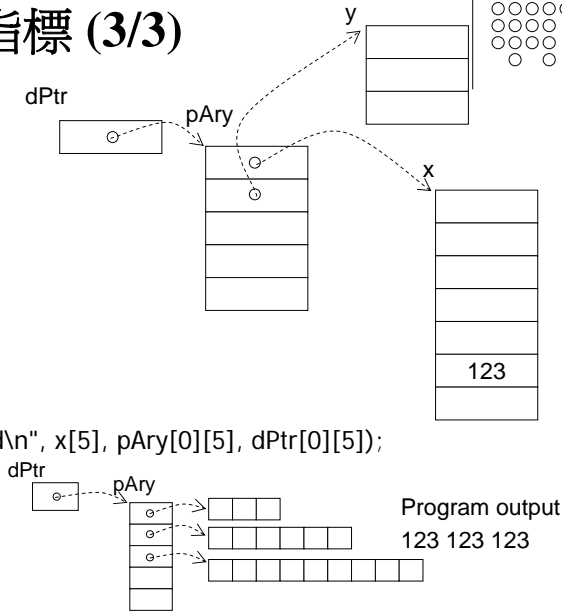 指標 (3/3)
y
dPtr
pAry
x
123
d\n", x[5], pAry[0][5], dPtr[0][5]);
dPtr
pAry
Program output
123 123 123